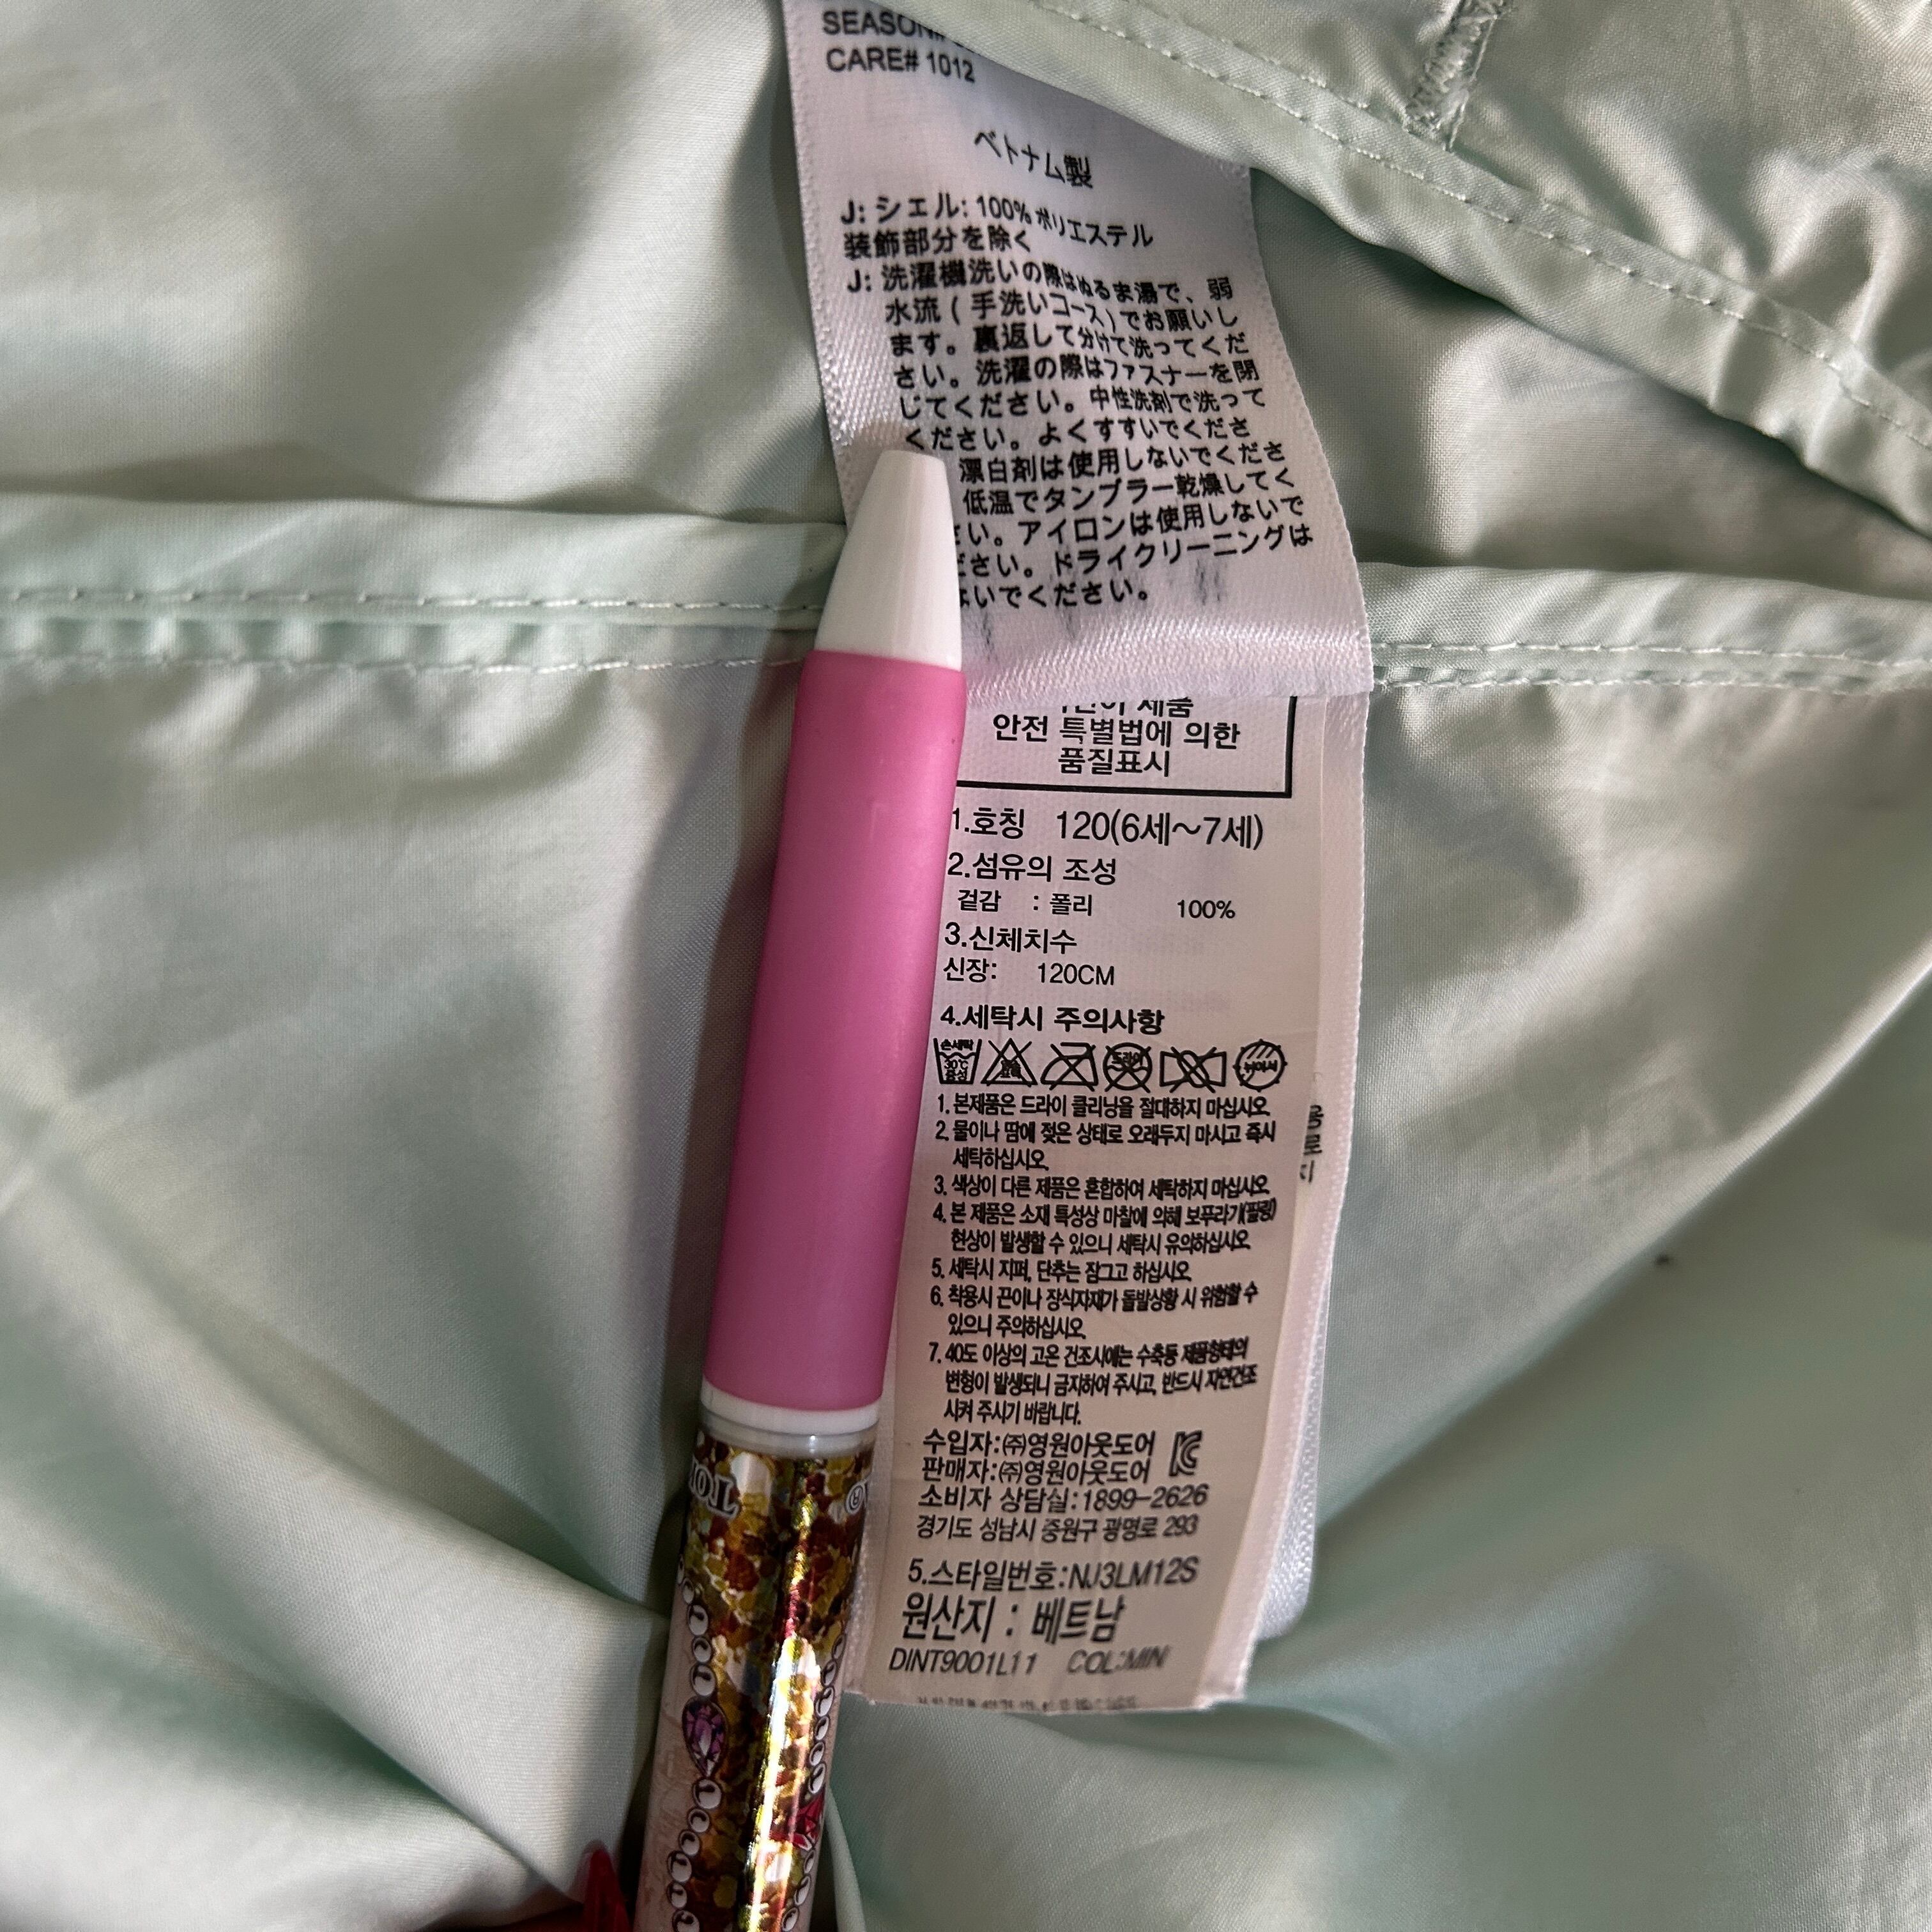 SEASON#
CARE# 1012
ベトナム製
J: シェル: 100% ポリエステル
装飾部分を除く
J: 洗濯機洗いの際はぬるま湯で、弱
水流 ( 手洗いコース) でお願いし
ます。裏返して分けて洗ってくだ
さい。洗濯の際はファスナーを閉
じてください。中性洗剤で洗って
ください。よくすすいでくださ
漂白剤は使用しないでくださ
低温でタンブラー乾燥してく
さい。アイロンは使用しないで
ださい。ドライクリーニングは
ないでください。
제품
안전 특별법에 의한
품질표시
1.호칭 120(6세~7세)
2.섬유의 조성
겉감 : 폴리 100%
3.신체치수
신장: 120CM
4.세탁시 주의사항
손세탁 30℃ 중성
1. 본제품은 드라이 클리닝을 절대하지 마십시오.
2. 물이나 땀에 젖은 상태로 오래두지 마시고 즉시
세탁하십시오.
3. 색상이 다른 제품은 혼합하여 세탁하지 마십시오.
4. 본 제품은 소재 특성상 마찰에 의해 보푸라기(필링)
현상이 발생할 수 있으니 세탁시 유의하십시오.
5. 세탁시 지퍼, 단추는 잠그고 하십시오.
6. 착용시 끈이나 장식자재가 돌발상황 시 위험할 수
있으니 주의하십시오.
7. 40도 이상의 고온 건조시에는 수축등 제품형태의
변형이 발생되니 금지하여 주시고, 반드시 자연건조
시켜 주시기 바랍니다.
수입자:㈜영원아웃도어
판매자:㈜영원아웃도어
소비자 상담실:1899-2626
경기도 성남시 중원구 광명로 293
5.스타일번호:NJ3LM12S
원산지 : 베트남
DINT9001L11 COL:MIN